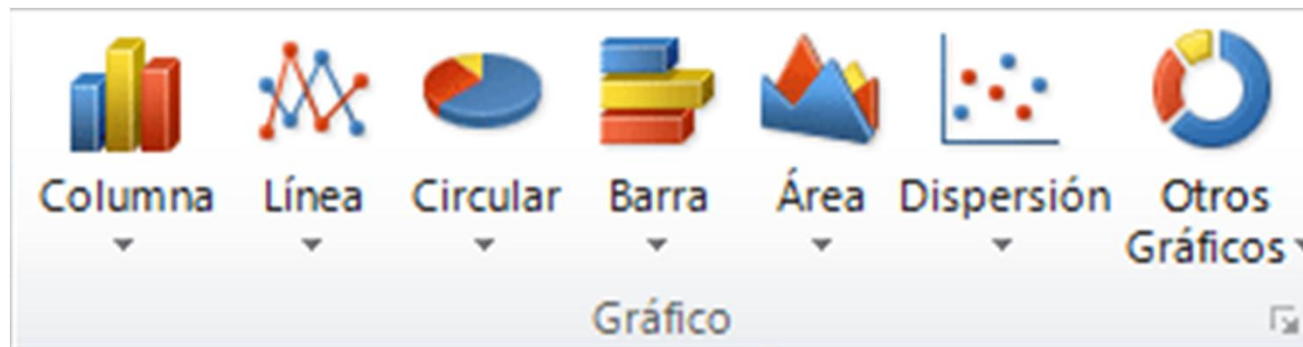 Columna Línea Circular Barra Área Dispersión Otros
Gráficos
Gráfico